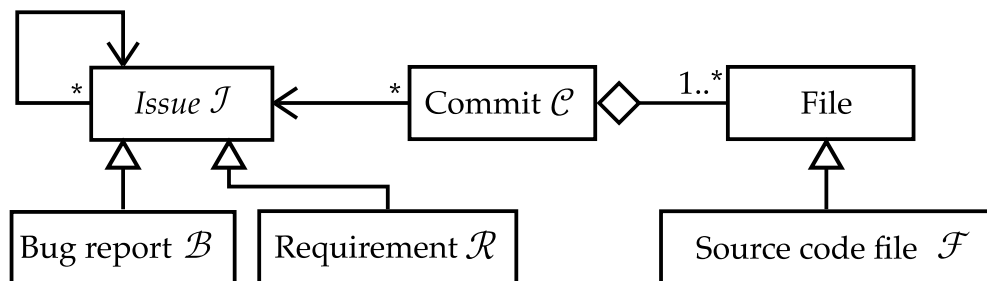 * Issue ℐ
* Commit 𝒞
1..* File
Bug report ℬ
Requirement ℛ
Source code file ℱ